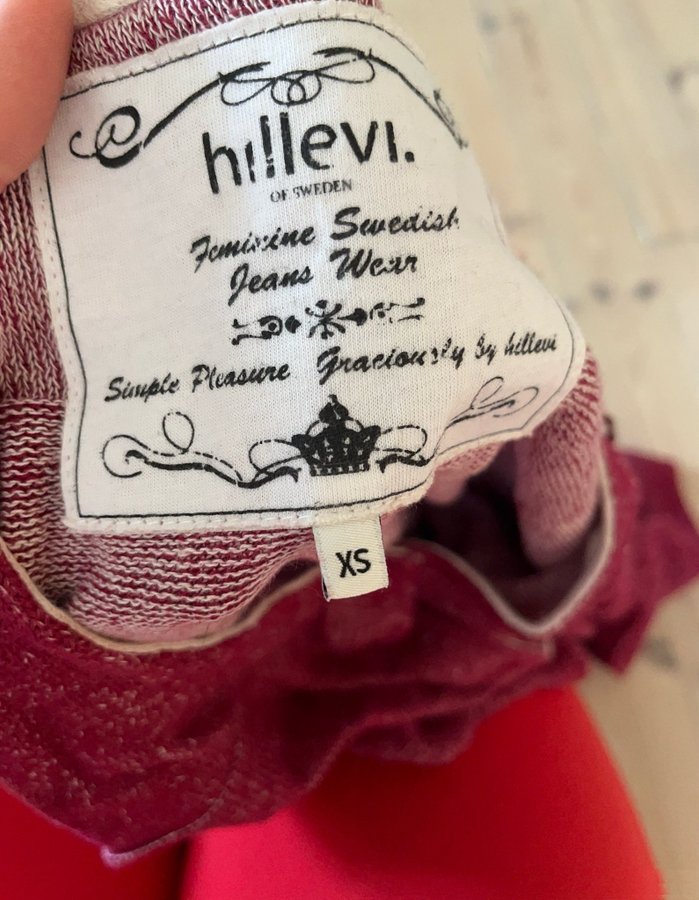 hillevi.
OF SWEDEN
Feminine Swedish
Jeans Wear
Simple Pleasure Graciously by hillevi
XS